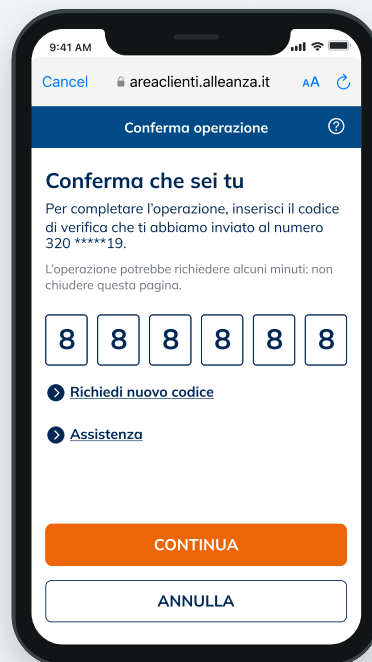 9:41 AM
Cancel areaclienti.alleanza.it AA
Conferma operazione ?
Conferma che sei tu
Per completare l'operazione, inserisci il codice
di verifica che ti abbiamo inviato al numero
320 *****19.
L'operazione potrebbe richiedere alcuni minuti: non
chiudere questa pagina.
8 8 8 8 8 8
Richiedi nuovo codice
Assistenza
CONTINUA
ANNULLA